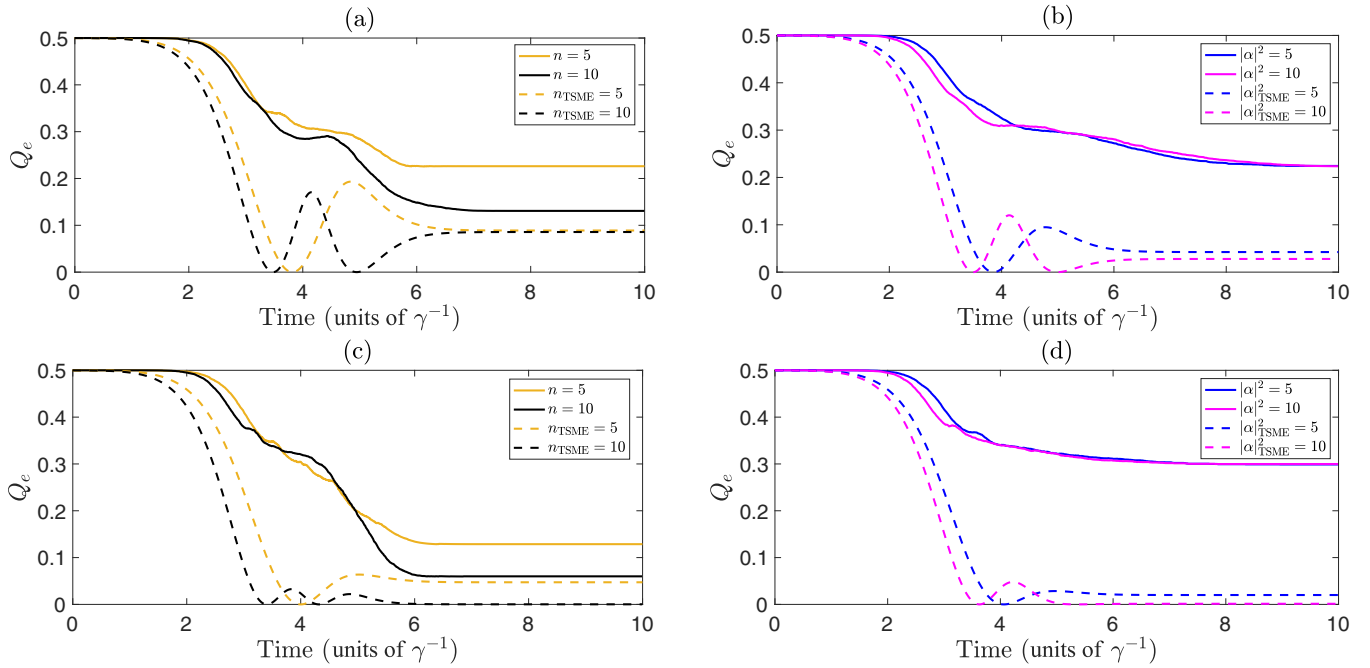 (a)
0.5
0.4
0.3
0.2
0.1
0
Q_e
0 2 4 6 8 10
Time (units of γ⁻¹)
n = 5
n = 10
n_TSME = 5
n_TSME = 10
(b)
0.5
0.4
0.3
0.2
0.1
0
Q_e
0 2 4 6 8 10
Time (units of γ⁻¹)
|α|² = 5
|α|² = 10
|α|²_TSME = 5
|α|²_TSME = 10
(c)
0.5
0.4
0.3
0.2
0.1
0
Q_e
0 2 4 6 8 10
Time (units of γ⁻¹)
n = 5
n = 10
n_TSME = 5
n_TSME = 10
(d)
0.5
0.4
0.3
0.2
0.1
0
Q_e
0 2 4 6 8 10
Time (units of γ⁻¹)
|α|² = 5
|α|² = 10
|α|²_TSME = 5
|α|²_TSME = 10